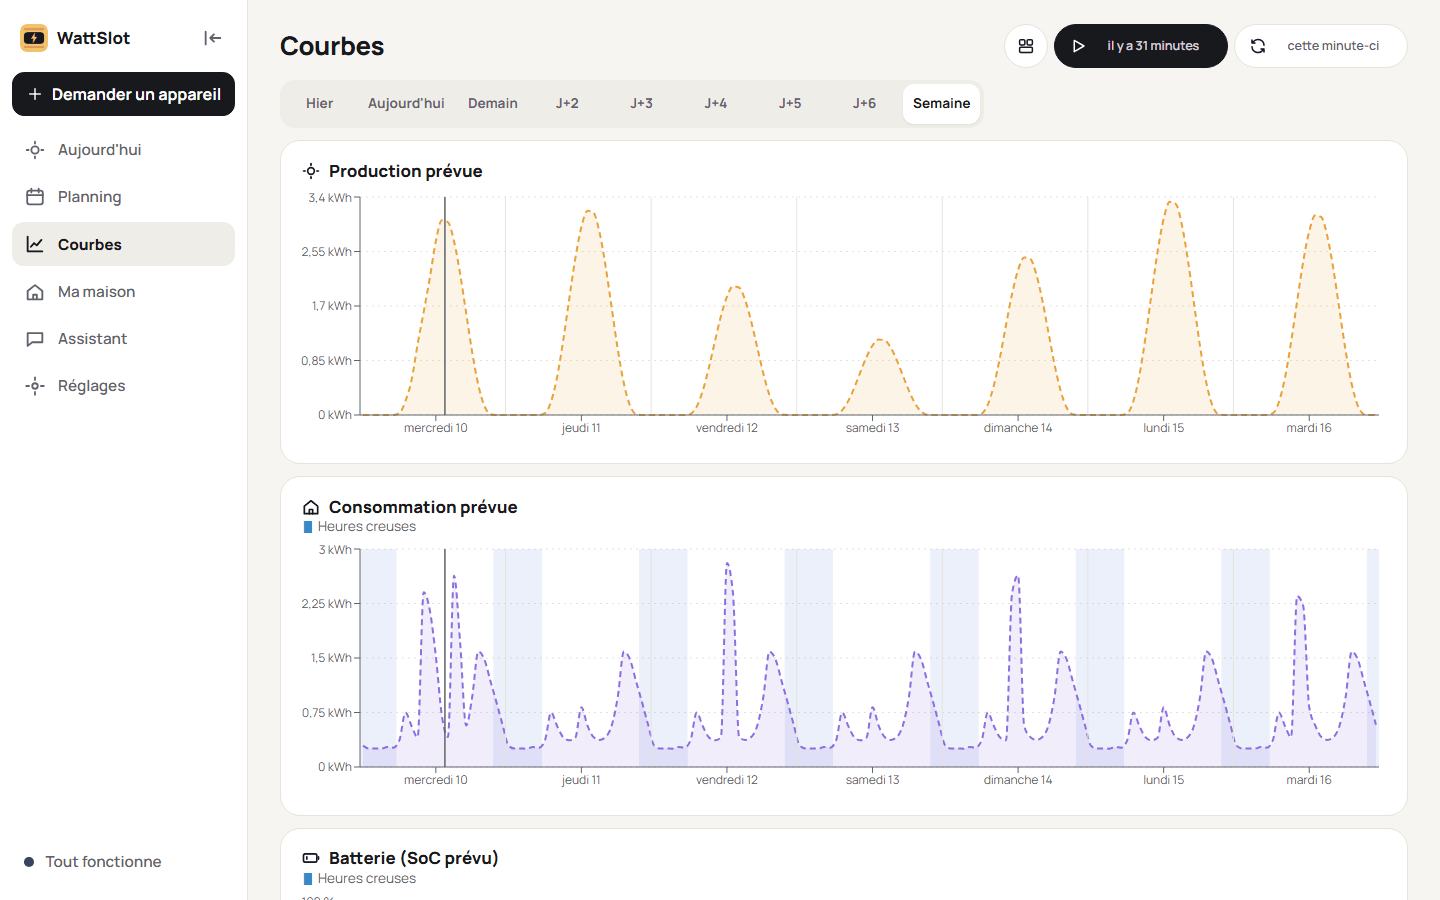 WattSlot
Demander un appareil
Aujourd'hui
Planning
Courbes
Ma maison
Assistant
Réglages
Tout fonctionne
Courbes
il y a 31 minutes
cette minute-ci
Hier
Aujourd'hui
Demain
J+2
J+3
J+4
J+5
J+6
Semaine
Production prévue
3,4 kWh
2,55 kWh
1,7 kWh
0,85 kWh
0 kWh
mercredi 10
jeudi 11
vendredi 12
samedi 13
dimanche 14
lundi 15
mardi 16
Consommation prévue
Heures creuses
3 kWh
2,25 kWh
1,5 kWh
0,75 kWh
0 kWh
mercredi 10
jeudi 11
vendredi 12
samedi 13
dimanche 14
lundi 15
mardi 16
Batterie (SoC prévu)
Heures creuses
100 %